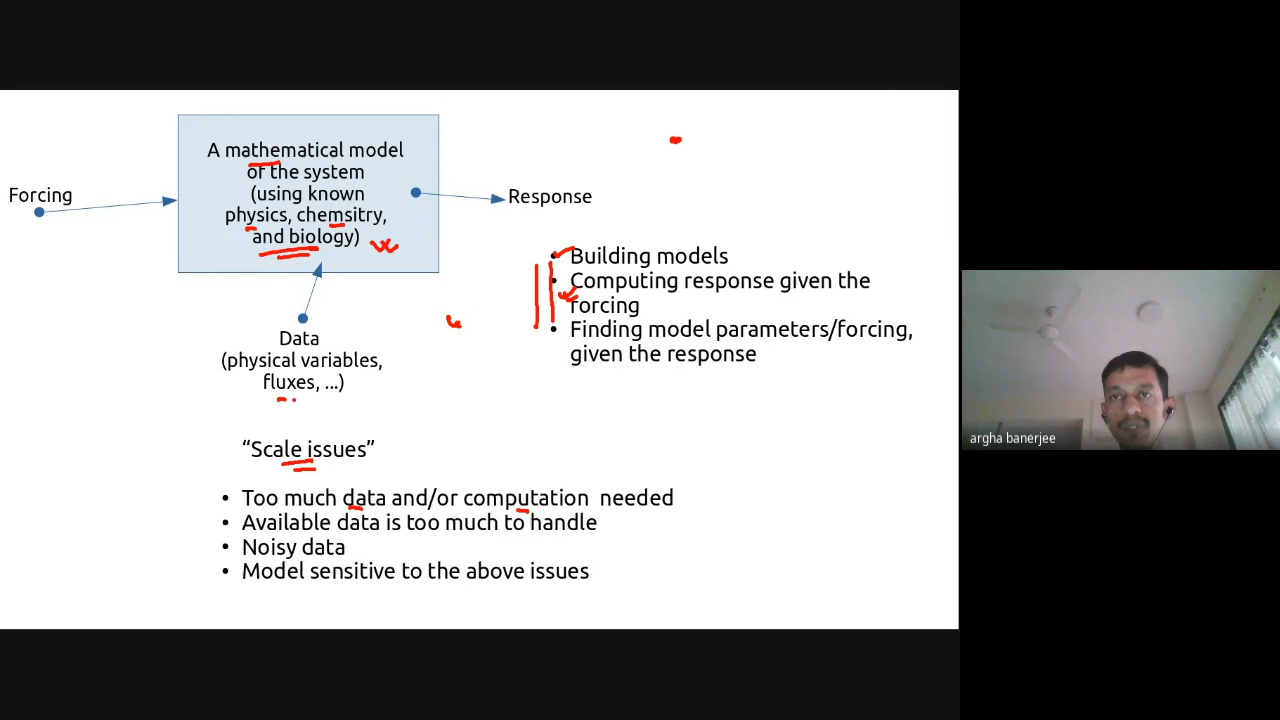 A mathematical model
of the system
(using known
physics, chemsitry,
and biology)
Forcing
Response
Data
(physical variables,
fluxes, ...)
• Building models
• Computing response given the
forcing
• Finding model parameters/forcing,
given the response
“Scale issues”
• Too much data and/or computation needed
• Available data is too much to handle
• Noisy data
• Model sensitive to the above issues
argha banerjee